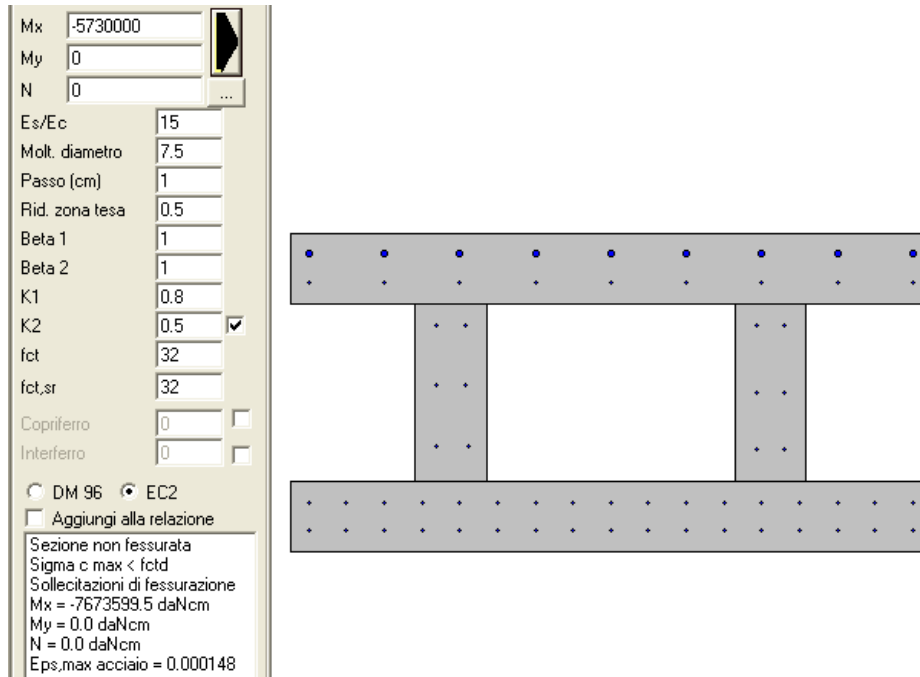 Mx -5730000
My 0
N 0 ...
Es/Ec 15
Molt. diametro 7.5
Passo (cm) 1
Rid. zona tesa 0.5
Beta 1 1
Beta 2 1
K1 0.8
K2 0.5
fct 32
fct,sr 32
Copriferro 0
Interferro 0
DM 96 EC2
Aggiungi alla relazione
Sezione non fessurata
Sigma c max < fctd
Sollecitazioni di fessurazione
Mx = -7673599.5 daNcm
My = 0.0 daNcm
N = 0.0 daNcm
Eps,max acciaio = 0.000148